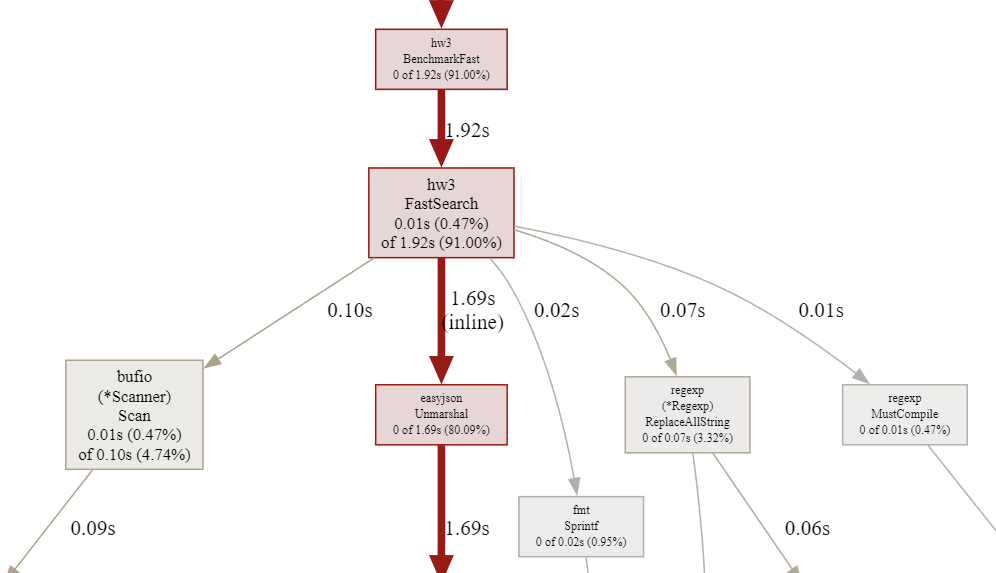 hw3
BenchmarkFast
0 of 1.92s (91.00%)
1.92s
hw3
FastSearch
0.01s (0.47%)
of 1.92s (91.00%)
0.10s
1.69s
(inline)
0.02s
0.07s
0.01s
bufio
(*Scanner)
Scan
0.01s (0.47%)
of 0.10s (4.74%)
easyjson
Unmarshal
0 of 1.69s (80.09%)
regexp
(*Regexp)
ReplaceAllString
0 of 0.07s (3.32%)
regexp
MustCompile
0 of 0.01s (0.47%)
0.09s
1.69s
fmt
Sprintf
0 of 0.02s (0.95%)
0.06s